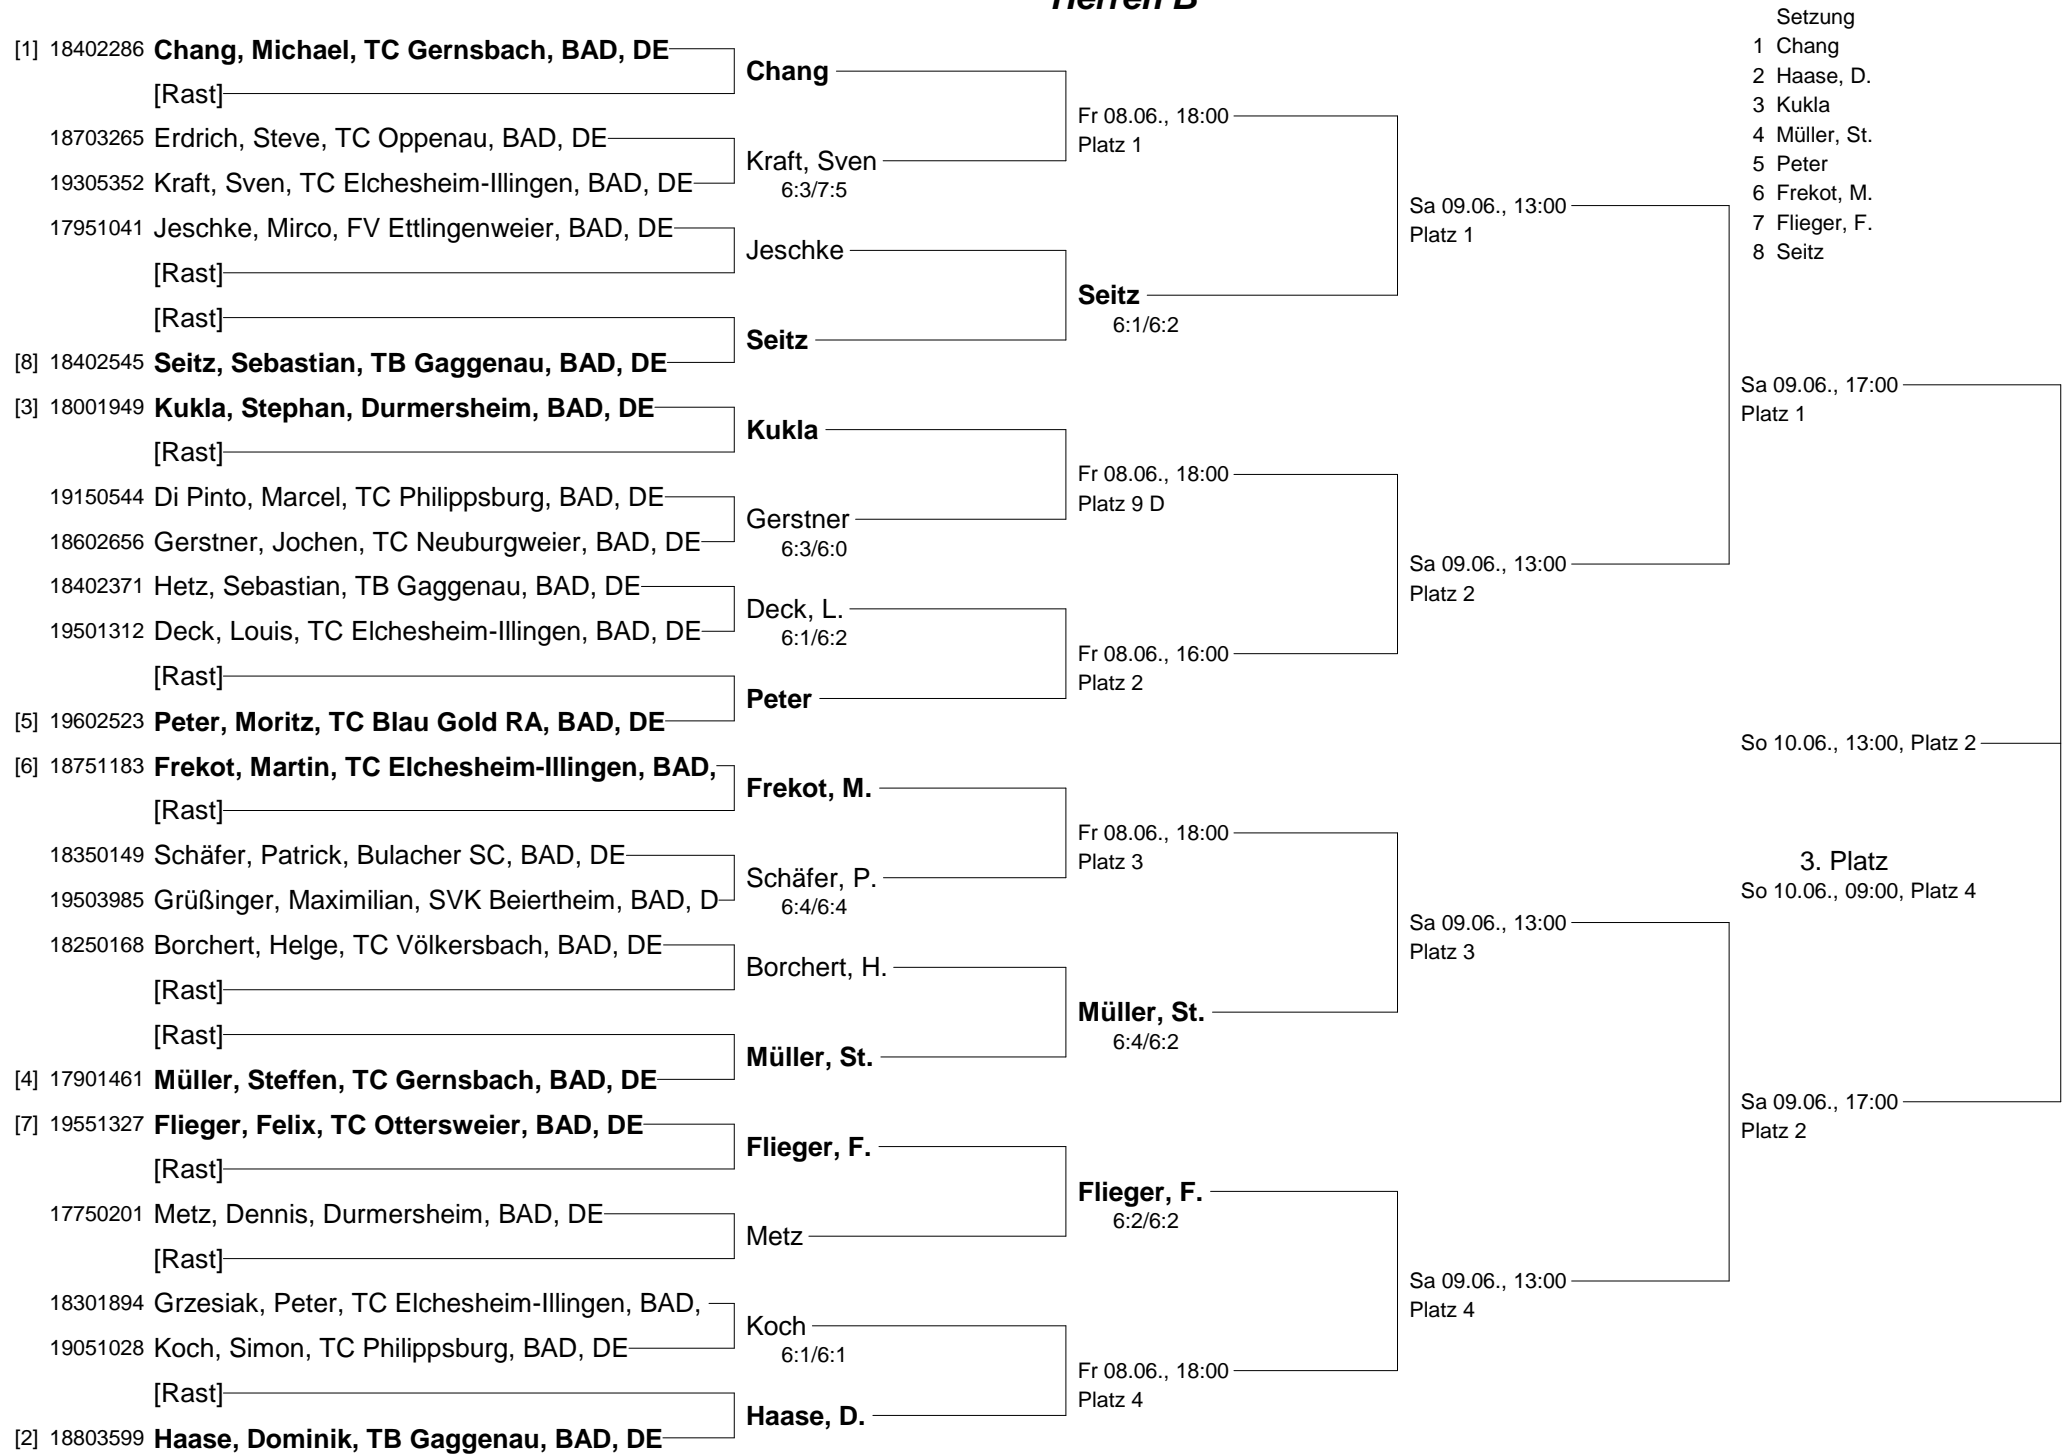 Herren B
[1] 18402286 Chang, Michael, TC Gernsbach, BAD, DE
[Rast]
18703265 Erdrich, Steve, TC Oppenau, BAD, DE
19305352 Kraft, Sven, TC Elchesheim-Illingen, BAD, DE
17951041 Jeschke, Mirco, FV Ettlingenweier, BAD, DE
[Rast]
[Rast]
[8] 18402545 Seitz, Sebastian, TB Gaggenau, BAD, DE
[3] 18001949 Kukla, Stephan, Durmersheim, BAD, DE
[Rast]
19150544 Di Pinto, Marcel, TC Philippsburg, BAD, DE
18602656 Gerstner, Jochen, TC Neuburgweier, BAD, DE
18402371 Hetz, Sebastian, TB Gaggenau, BAD, DE
19501312 Deck, Louis, TC Elchesheim-Illingen, BAD, DE
[Rast]
[5] 19602523 Peter, Moritz, TC Blau Gold RA, BAD, DE
[6] 18751183 Frekot, Martin, TC Elchesheim-Illingen, BAD,
[Rast]
18350149 Schäfer, Patrick, Bulacher SC, BAD, DE
19503985 Grüßinger, Maximilian, SVK Beiertheim, BAD, D
18250168 Borchert, Helge, TC Völkersbach, BAD, DE
[Rast]
[Rast]
[4] 17901461 Müller, Steffen, TC Gernsbach, BAD, DE
[7] 19551327 Flieger, Felix, TC Ottersweier, BAD, DE
[Rast]
17750201 Metz, Dennis, Durmersheim, BAD, DE
[Rast]
18301894 Grzesiak, Peter, TC Elchesheim-Illingen, BAD,
19051028 Koch, Simon, TC Philippsburg, BAD, DE
[Rast]
[2] 18803599 Haase, Dominik, TB Gaggenau, BAD, DE
Chang
Kraft, Sven
6:3/7:5
Jeschke
Seitz
Kukla
Gerstner
6:3/6:0
Deck, L.
6:1/6:2
Peter
Frekot, M.
Schäfer, P.
6:4/6:4
Borchert, H.
Müller, St.
Flieger, F.
Metz
Koch
6:1/6:1
Haase, D.
Fr 08.06., 18:00
Platz 1
Seitz
6:1/6:2
Fr 08.06., 18:00
Platz 9 D
Fr 08.06., 16:00
Platz 2
Fr 08.06., 18:00
Platz 3
Müller, St.
6:4/6:2
Flieger, F.
6:2/6:2
Fr 08.06., 18:00
Platz 4
Sa 09.06., 13:00
Platz 1
Sa 09.06., 13:00
Platz 2
Sa 09.06., 13:00
Platz 3
Sa 09.06., 13:00
Platz 4
Setzung
1 Chang
2 Haase, D.
3 Kukla
4 Müller, St.
5 Peter
6 Frekot, M.
7 Flieger, F.
8 Seitz
Sa 09.06., 17:00
Platz 1
So 10.06., 13:00, Platz 2
3. Platz
So 10.06., 09:00, Platz 4
Sa 09.06., 17:00
Platz 2